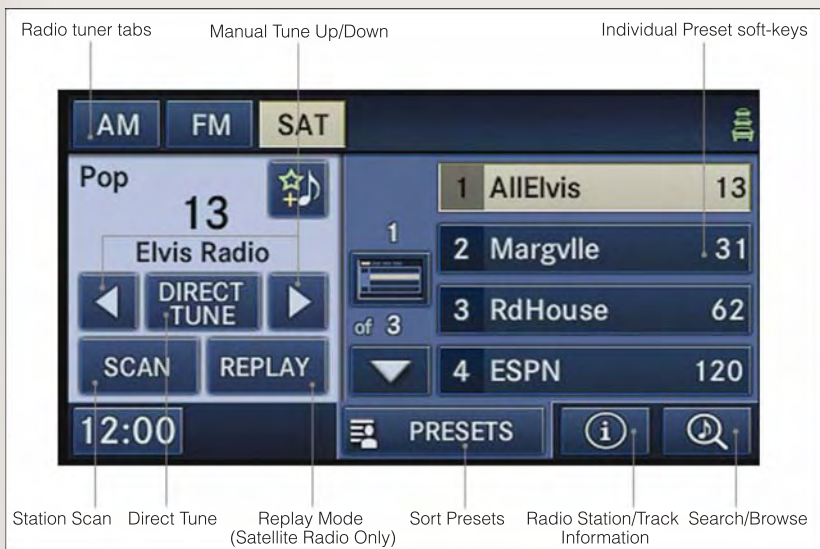 Radio tuner tabs
Manual Tune Up/Down
Individual Preset soft-keys
AM
FM
SAT
Pop
13
Elvis Radio
DIRECT
TUNE
SCAN
REPLAY
12:00
1
of 3
1 AllElvis 13
2 Margvlle 31
3 RdHouse 62
4 ESPN 120
PRESETS
Station Scan
Direct Tune
Replay Mode
(Satellite Radio Only)
Sort Presets
Radio Station/Track
Information
Search/Browse